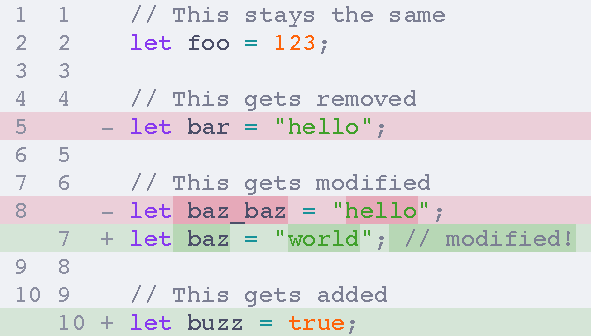 1 1 // This stays the same
2 2 let foo = 123;
3 3
4 4 // This gets removed
5 - let bar = "hello";
6 5
7 6 // This gets modified
8 - let baz_baz = "hello";
7 + let baz = "world"; // modified!
9 8
10 9 // This gets added
10 + let buzz = true;